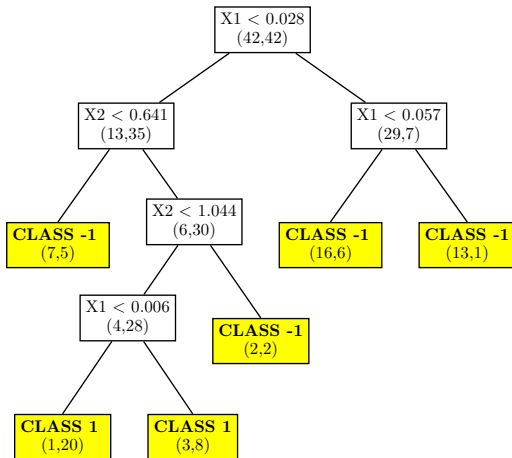 X1 < 0.028
(42,42)
X2 < 0.641
(13,35)
X1 < 0.057
(29,7)
CLASS -1
(7,5)
X2 < 1.044
(6,30)
CLASS -1
(16,6)
CLASS -1
(13,1)
X1 < 0.006
(4,28)
CLASS -1
(2,2)
CLASS 1
(1,20)
CLASS 1
(3,8)